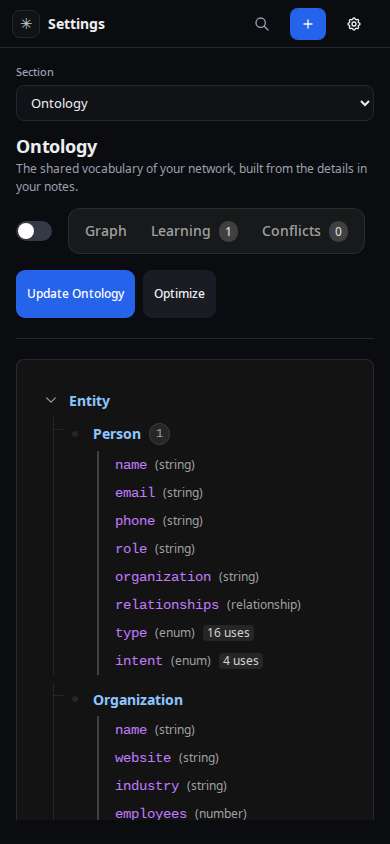 Settings
Section
Ontology
Ontology
The shared vocabulary of your network, built from the details in
your notes.
Graph Learning 1 Conflicts 0
Update Ontology Optimize
Entity
Person 1
name (string)
email (string)
phone (string)
role (string)
organization (string)
relationships (relationship)
type (enum) 16 uses
intent (enum) 4 uses
Organization
name (string)
website (string)
industry (string)
employees (number)